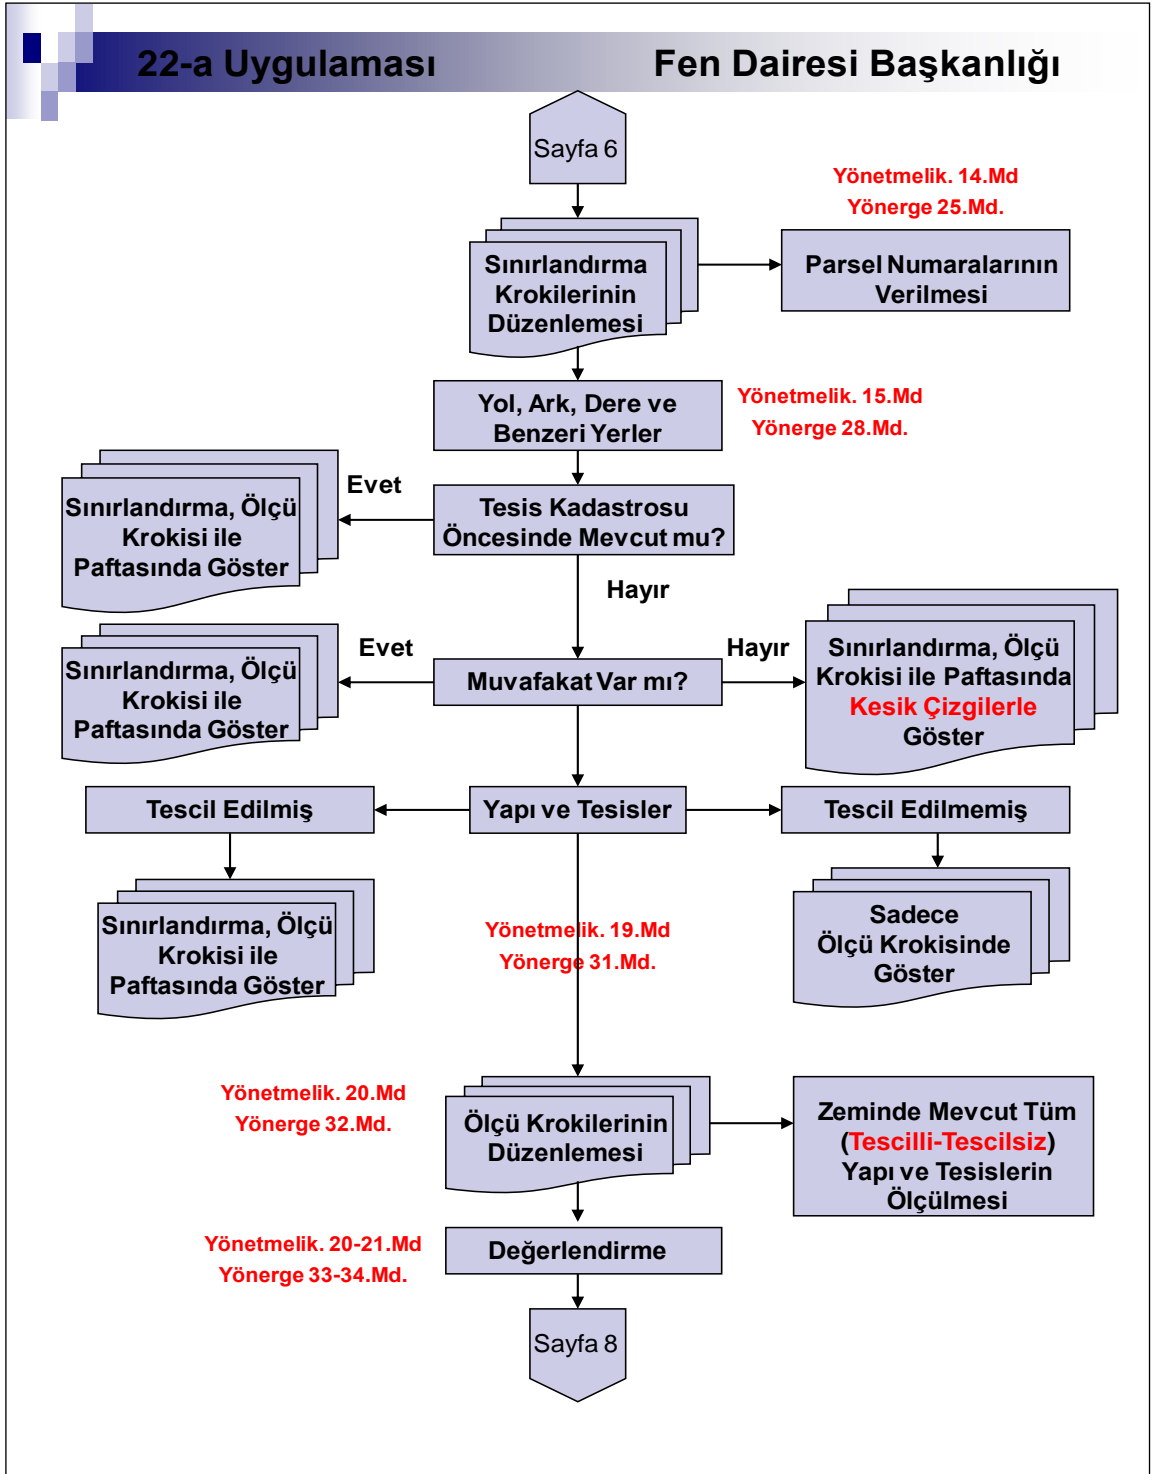 22-a Uygulaması Fen Dairesi Başkanlığı
Sayfa 6
Yönetmelik. 14.Md
Yönerge 25.Md.
Sınırlandırma
Krokilerinin
Düzenlemesi
Parsel Numaralarının
Verilmesi
Yol, Ark, Dere ve
Benzeri Yerler
Yönetmelik. 15.Md
Yönerge 28.Md.
Evet
Sınırlandırma, Ölçü
Krokisi ile
Paftasında Göster
Tesis Kadastrosu
Öncesinde Mevcut mu?
Hayır
Evet
Hayır
Sınırlandırma, Ölçü
Krokisi ile
Paftasında Göster
Muvafakat Var mı?
Sınırlandırma, Ölçü
Krokisi ile Paftasında
Kesik Çizgilerle
Göster
Tescil Edilmiş
Yapı ve Tesisler
Tescil Edilmemiş
Sınırlandırma, Ölçü
Krokisi ile
Paftasında Göster
Yönetmelik. 19.Md
Yönerge 31.Md.
Sadece
Ölçü Krokisinde
Göster
Yönetmelik. 20.Md
Yönerge 32.Md.
Ölçü Krokilerinin
Düzenlemesi
Zeminde Mevcut Tüm
(Tescilli-Tescilsiz)
Yapı ve Tesislerin
Ölçülmesi
Yönetmelik. 20-21.Md
Yönerge 33-34.Md.
Değerlendirme
Sayfa 8